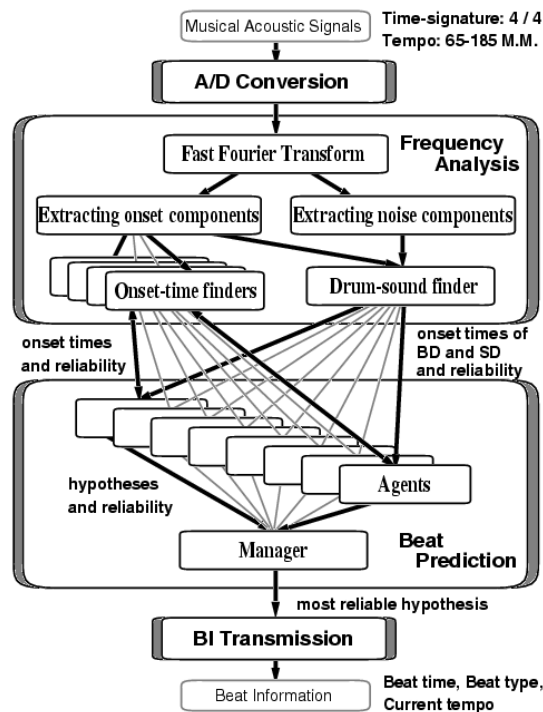 Musical Acoustic Signals
Time-signature: 4 / 4
Tempo: 65-185 M.M.
A/D Conversion
Fast Fourier Transform
Frequency
Analysis
Extracting onset components
Extracting noise components
Onset-time finders
Drum-sound finder
onset times
and reliability
onset times of
BD and SD
and reliability
hypotheses
and reliability
Agents
Manager
Beat
Prediction
most reliable hypothesis
BI Transmission
Beat Information
Beat time, Beat type,
Current tempo